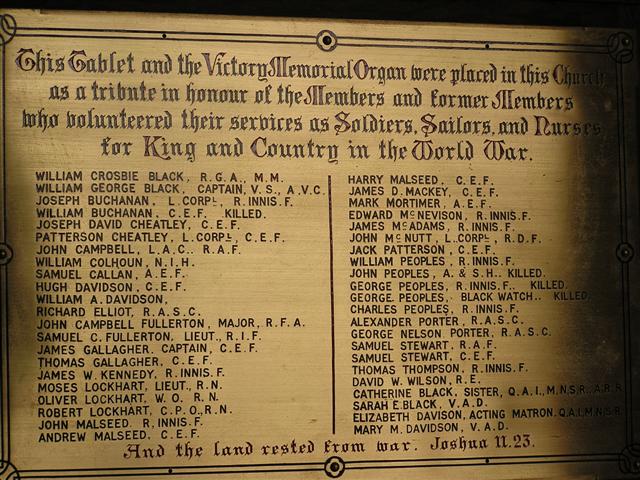 This Tablet and the Victory Memorial Organ were placed in this Church
as a tribute in honour of the Members and former Members
who volunteered their services as Soldiers, Sailors, and Nurses
for King and Country in the World War.
WILLIAM CROSBIE BLACK, R.G.A., M.M.
WILLIAM GEORGE BLACK, CAPTAIN, V.S., A.V.C.
JOSEPH BUCHANAN, L.CORPL, R.INNIS.F.
WILLIAM BUCHANAN, C.E.F. KILLED.
JOSEPH DAVID CHEATLEY, C.E.F.
PATTERSON CHEATLEY, L.CORPL, C.E.F.
JOHN CAMPBELL, L.A.C., R.A.F.
WILLIAM COLHOUN, N.I.H.
SAMUEL CALLAN, A.E.F.
HUGH DAVIDSON, C.E.F.
WILLIAM A. DAVIDSON,
RICHARD ELLIOT, R.A.S.C.
JOHN CAMPBELL FULLERTON, MAJOR, R.F.A.
SAMUEL C. FULLERTON, LIEUT., R.I.F.
JAMES GALLAGHER, CAPTAIN, C.E.F.
THOMAS GALLAGHER, C.E.F.
JAMES W. KENNEDY, R.INNIS.F.
MOSES LOCKHART, LIEUT., R.N.
OLIVER LOCKHART, W.O. R.N.
ROBERT LOCKHART, C.P.O., R.N.
JOHN MALSEED, R.INNIS.F.
ANDREW MALSEED, C.E.F.
HARRY MALSEED, C.E.F.
JAMES D. MACKEY, C.E.F.
MARK MORTIMER, A.E.F.
EDWARD McNEVISON, R.INNIS.F.
JAMES McADAMS, R.INNIS.F.
JOHN McNUTT, L.CORPL, R.D.F.
JACK PATTERSON, C.E.F.
WILLIAM PEOPLES, R.INNIS.F.
JOHN PEOPLES, A. & S.H.. KILLED.
GEORGE PEOPLES, R.INNIS.F.. KILLED.
GEORGE PEOPLES, BLACK WATCH.. KILLED.
CHARLES PEOPLES, R.INNIS.F.
ALEXANDER PORTER, R.A.S.C.
GEORGE NELSON PORTER, R.A.S.C.
SAMUEL STEWART, R.A.F.
SAMUEL STEWART, C.E.F.
THOMAS THOMPSON, R.INNIS.F.
DAVID W. WILSON, R.E.
CATHERINE BLACK, SISTER, Q.A.I.,M.N.S.R., A.R.R.
SARAH E. BLACK, V.A.D.
ELIZABETH DAVISON, ACTING MATRON. Q.A.I.,M.N.S.R.
MARY M. DAVIDSON, V.A.D.
And the land rested from war. Joshua 11.23.